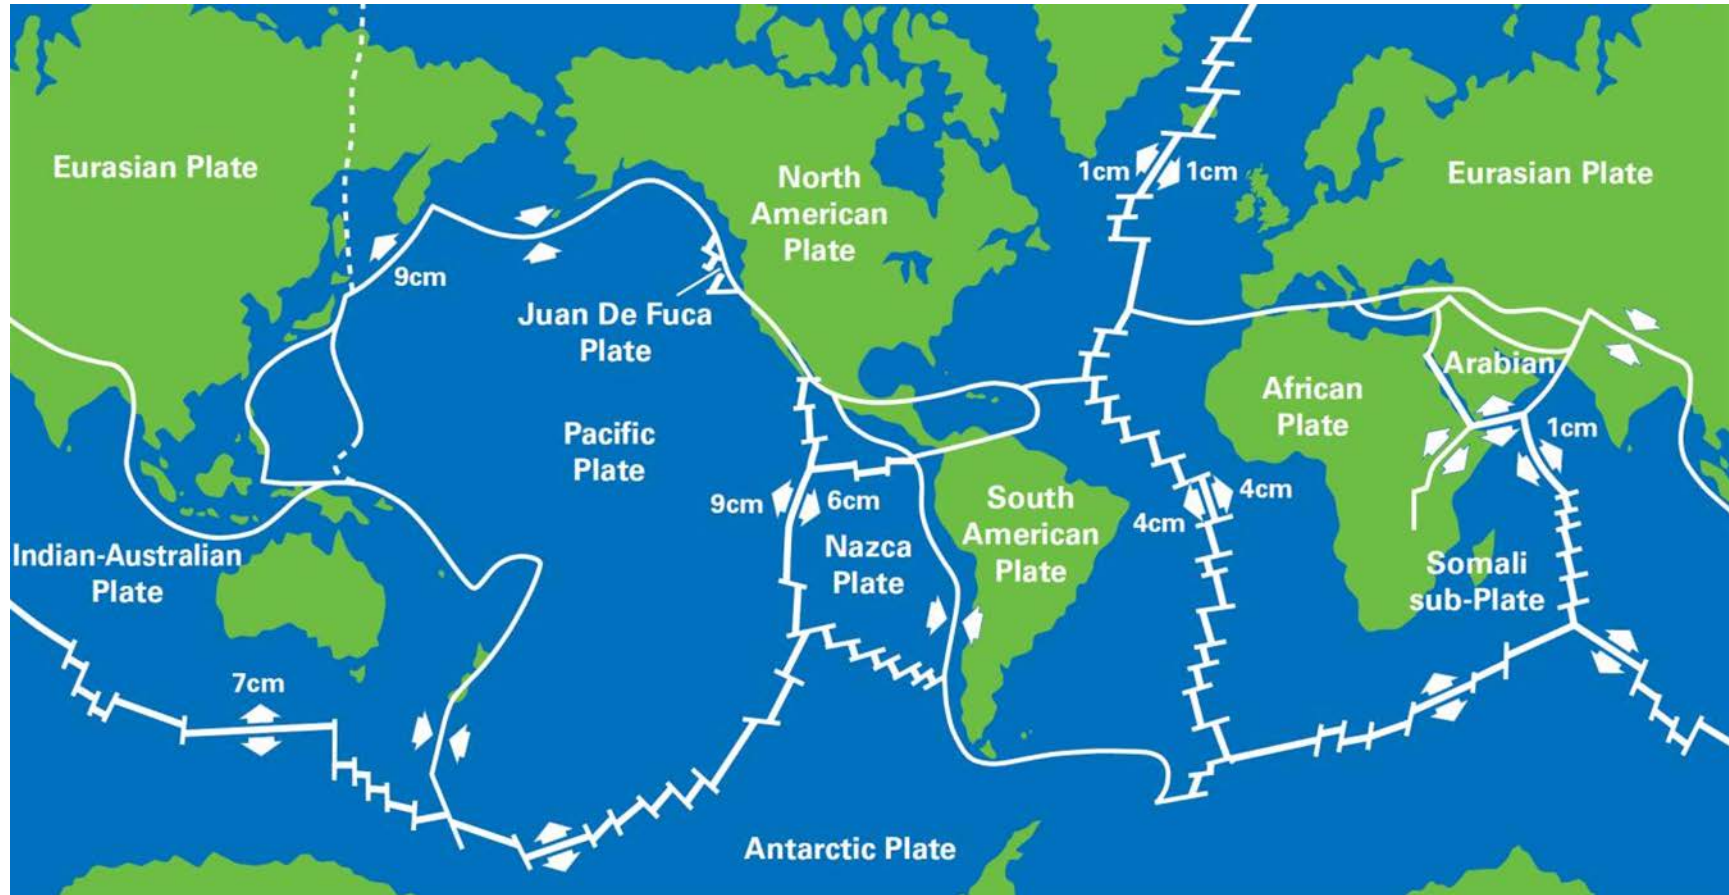 Eurasian Plate
North
American
Plate
1cm
1cm
Eurasian Plate
9cm
Juan De Fuca
Plate
Arabian
African
Plate
Pacific
Plate
1cm
9cm
6cm
South
American
Plate
4cm
4cm
Indian-Australian
Plate
Nazca
Plate
Somali
sub-Plate
7cm
Antarctic Plate